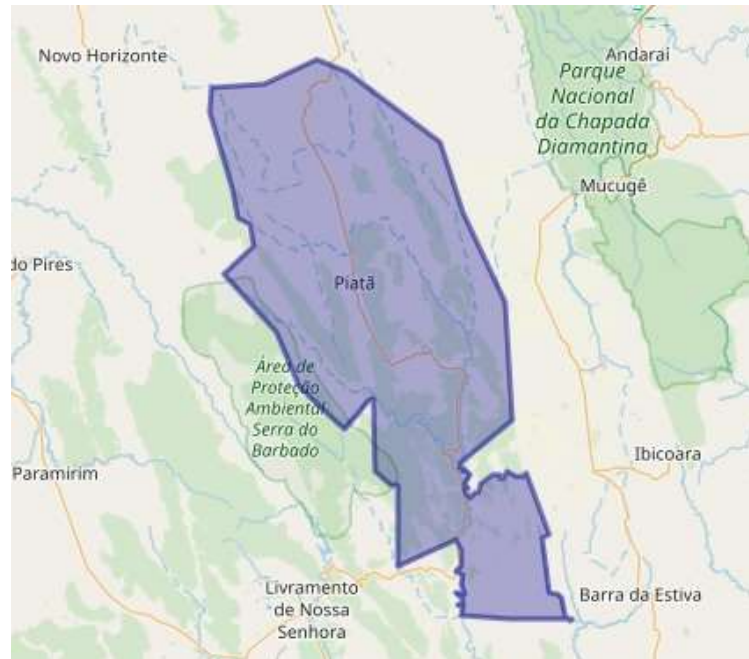 Novo Horizonte
Andarai
Parque
Nacional
da Chapada
Diamantina
Mucugê
do Pires
Piatã
Área de
Proteção
Ambiental
Serra do
Barbado
Ibicoara
Paramirim
Livramento
de Nossa
Senhora
Barra da Estiva